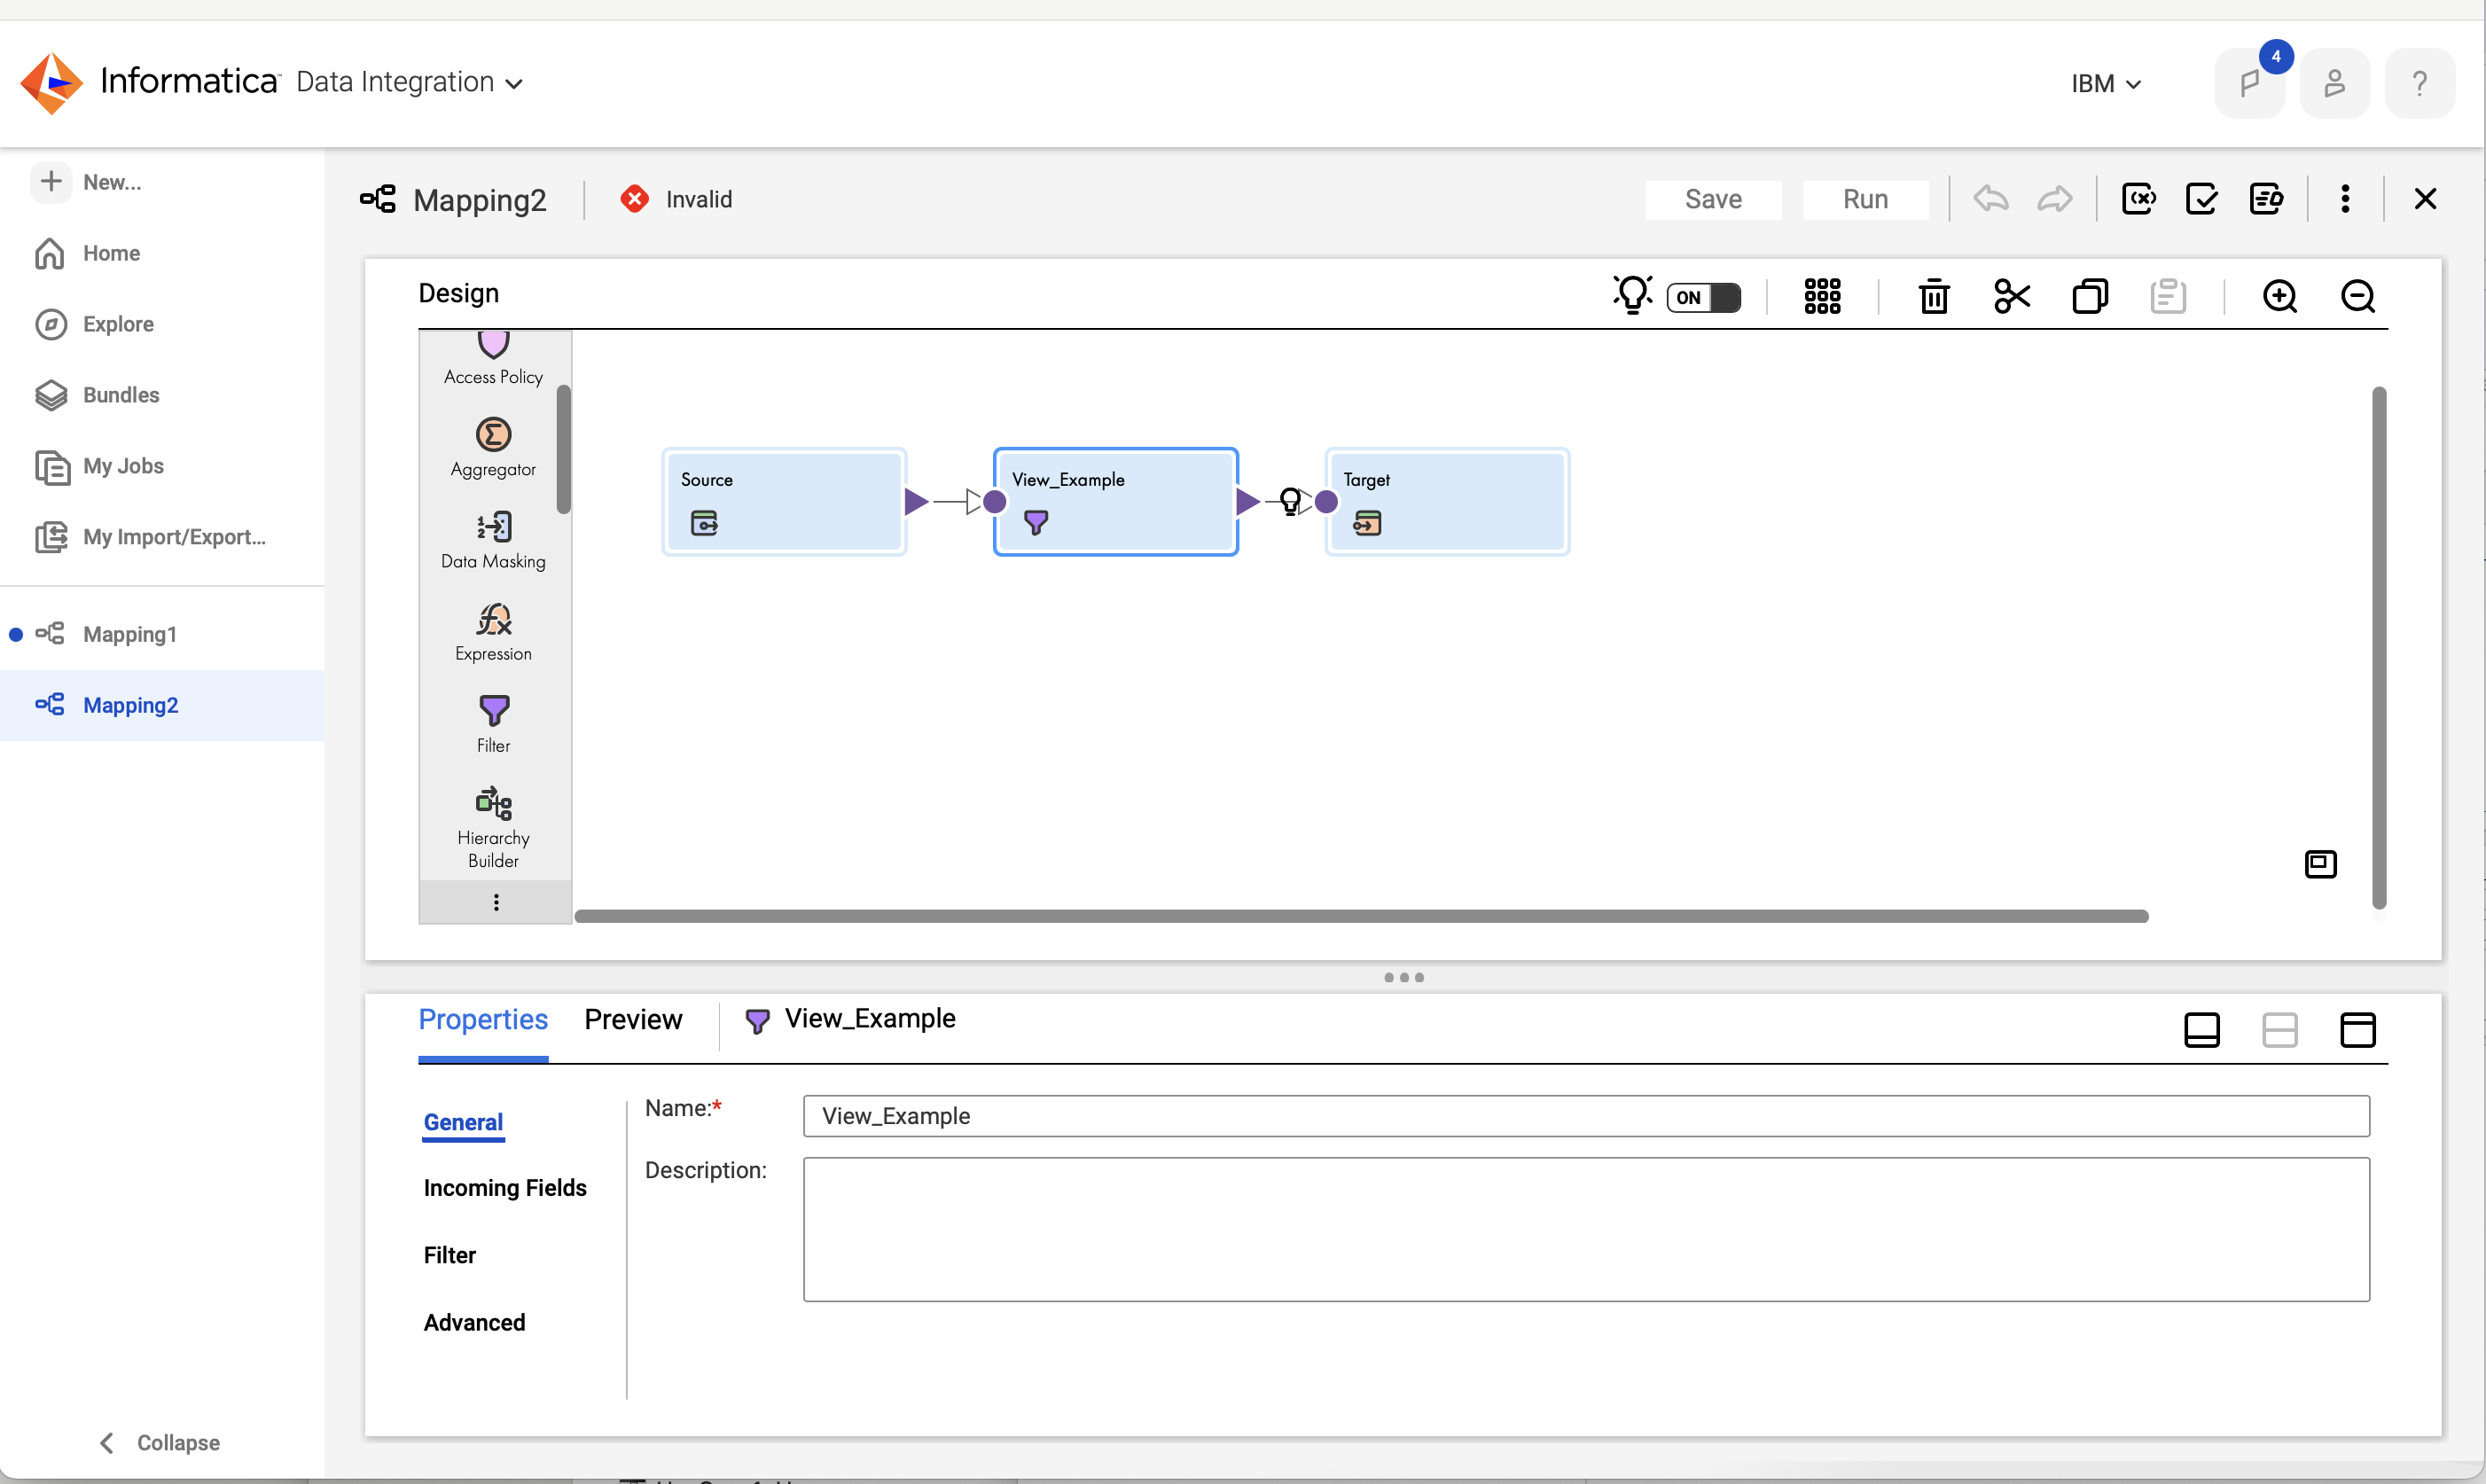 Informatica Data Integration
IBM
4
?
New...
Home
Explore
Bundles
My Jobs
My Import/Export...
Mapping1
Mapping2
Collapse
Mapping2
Invalid
Save
Run
Design
ON
Access Policy
Aggregator
Data Masking
Expression
Filter
Hierarchy
Builder
Source
View_Example
Target
Properties
Preview
View_Example
General
Incoming Fields
Filter
Advanced
Name:*
View_Example
Description: